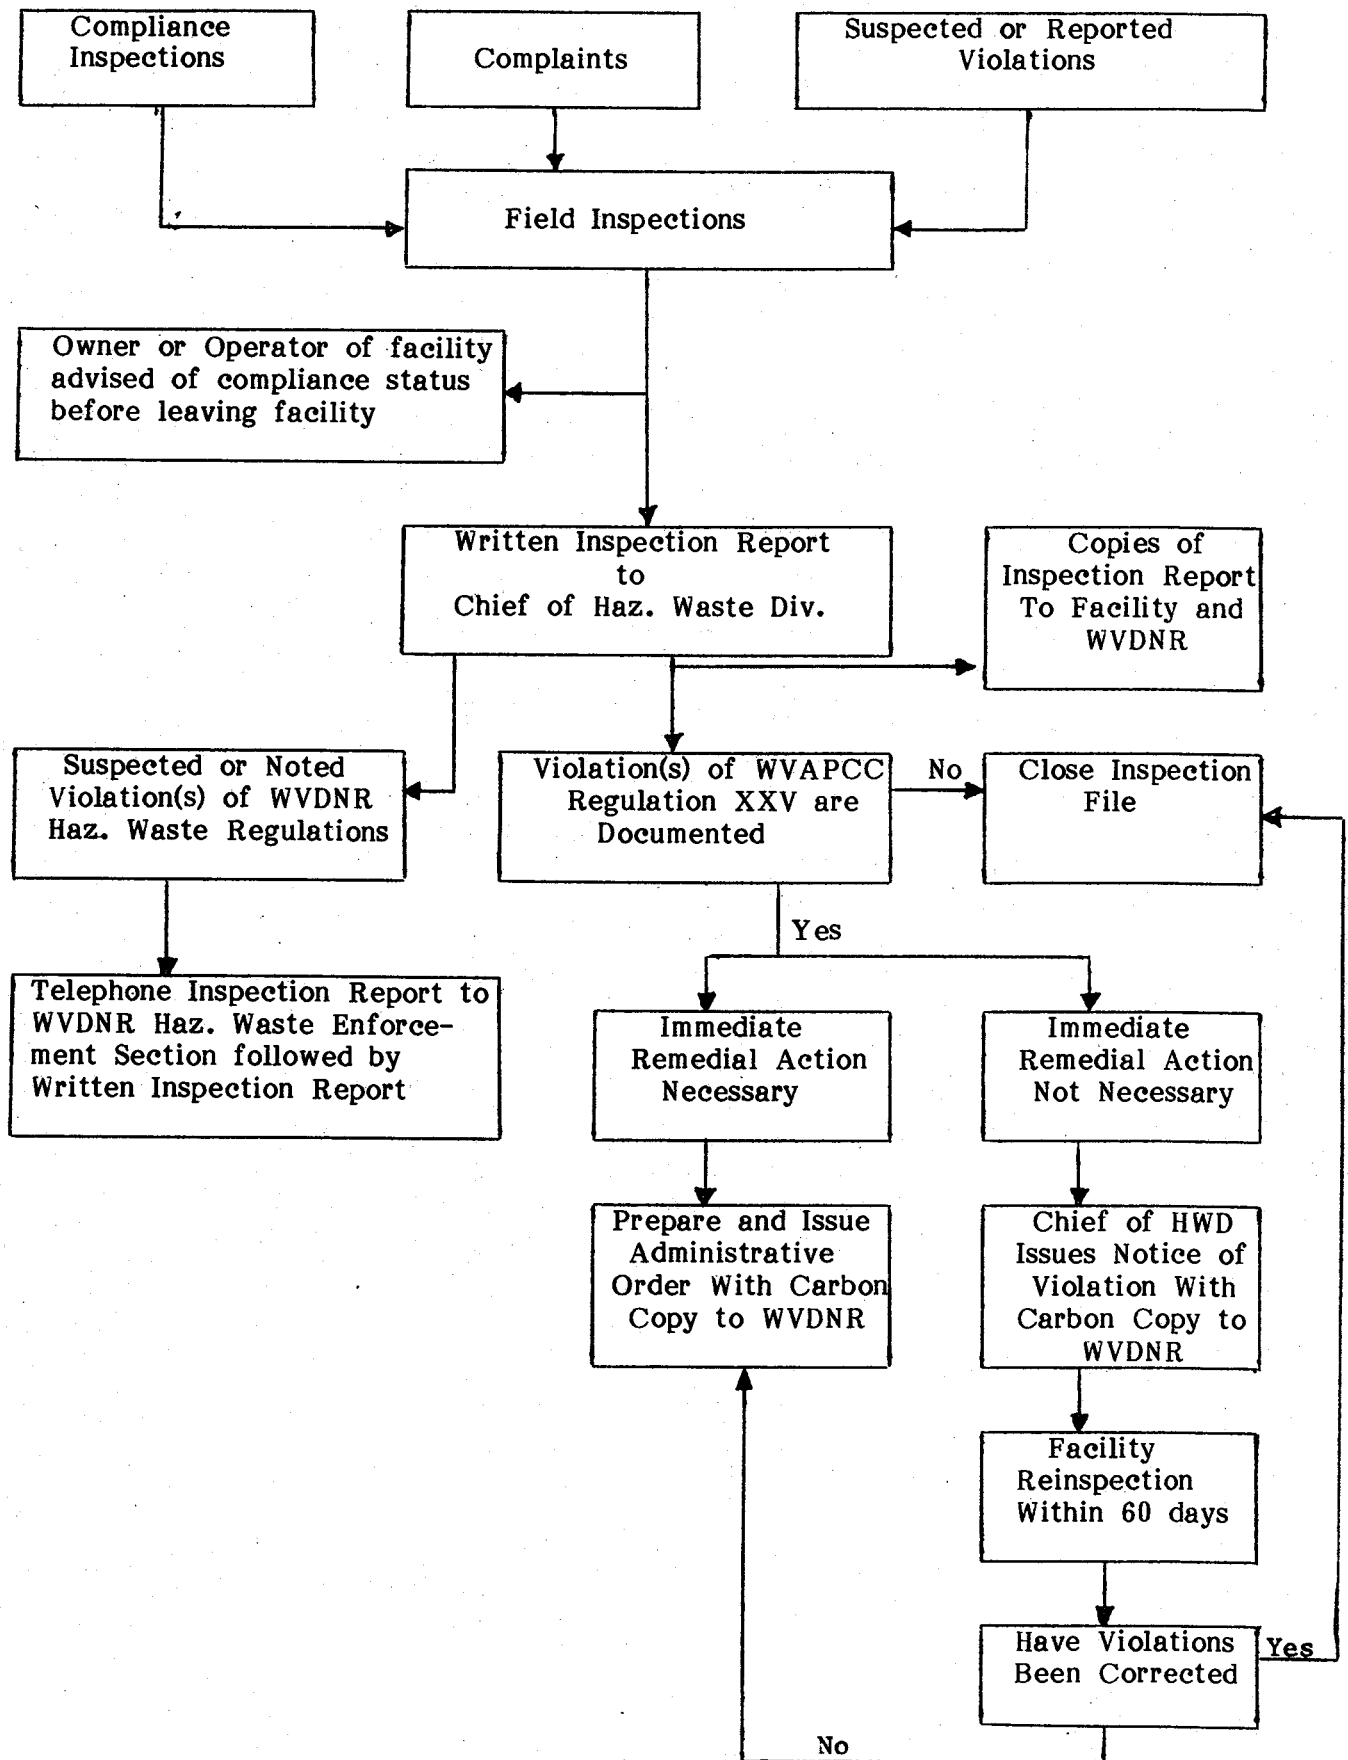 Compliance
Inspections
Complaints
Suspected or Reported
Violations
Field Inspections
Owner or Operator of facility
advised of compliance status
before leaving facility
Written Inspection Report
to
Chief of Haz. Waste Div.
Copies of
Inspection Report
To Facility and
WVDNR
Suspected or Noted
Violation(s) of WVDNR
Haz. Waste Regulations
Violation(s) of WVAPCC
Regulation XXV are
Documented
No
Close Inspection
File
Yes
Telephone Inspection Report to
WVDNR Haz. Waste Enforce-
ment Section followed by
Written Inspection Report
Immediate
Remedial Action
Necessary
Immediate
Remedial Action
Not Necessary
Prepare and Issue
Administrative
Order With Carbon
Copy to WVDNR
Chief of HWD
Issues Notice of
Violation With
Carbon Copy to
WVDNR
Facility
Reinspection
Within 60 days
Have Violations
Been Corrected
Yes
No